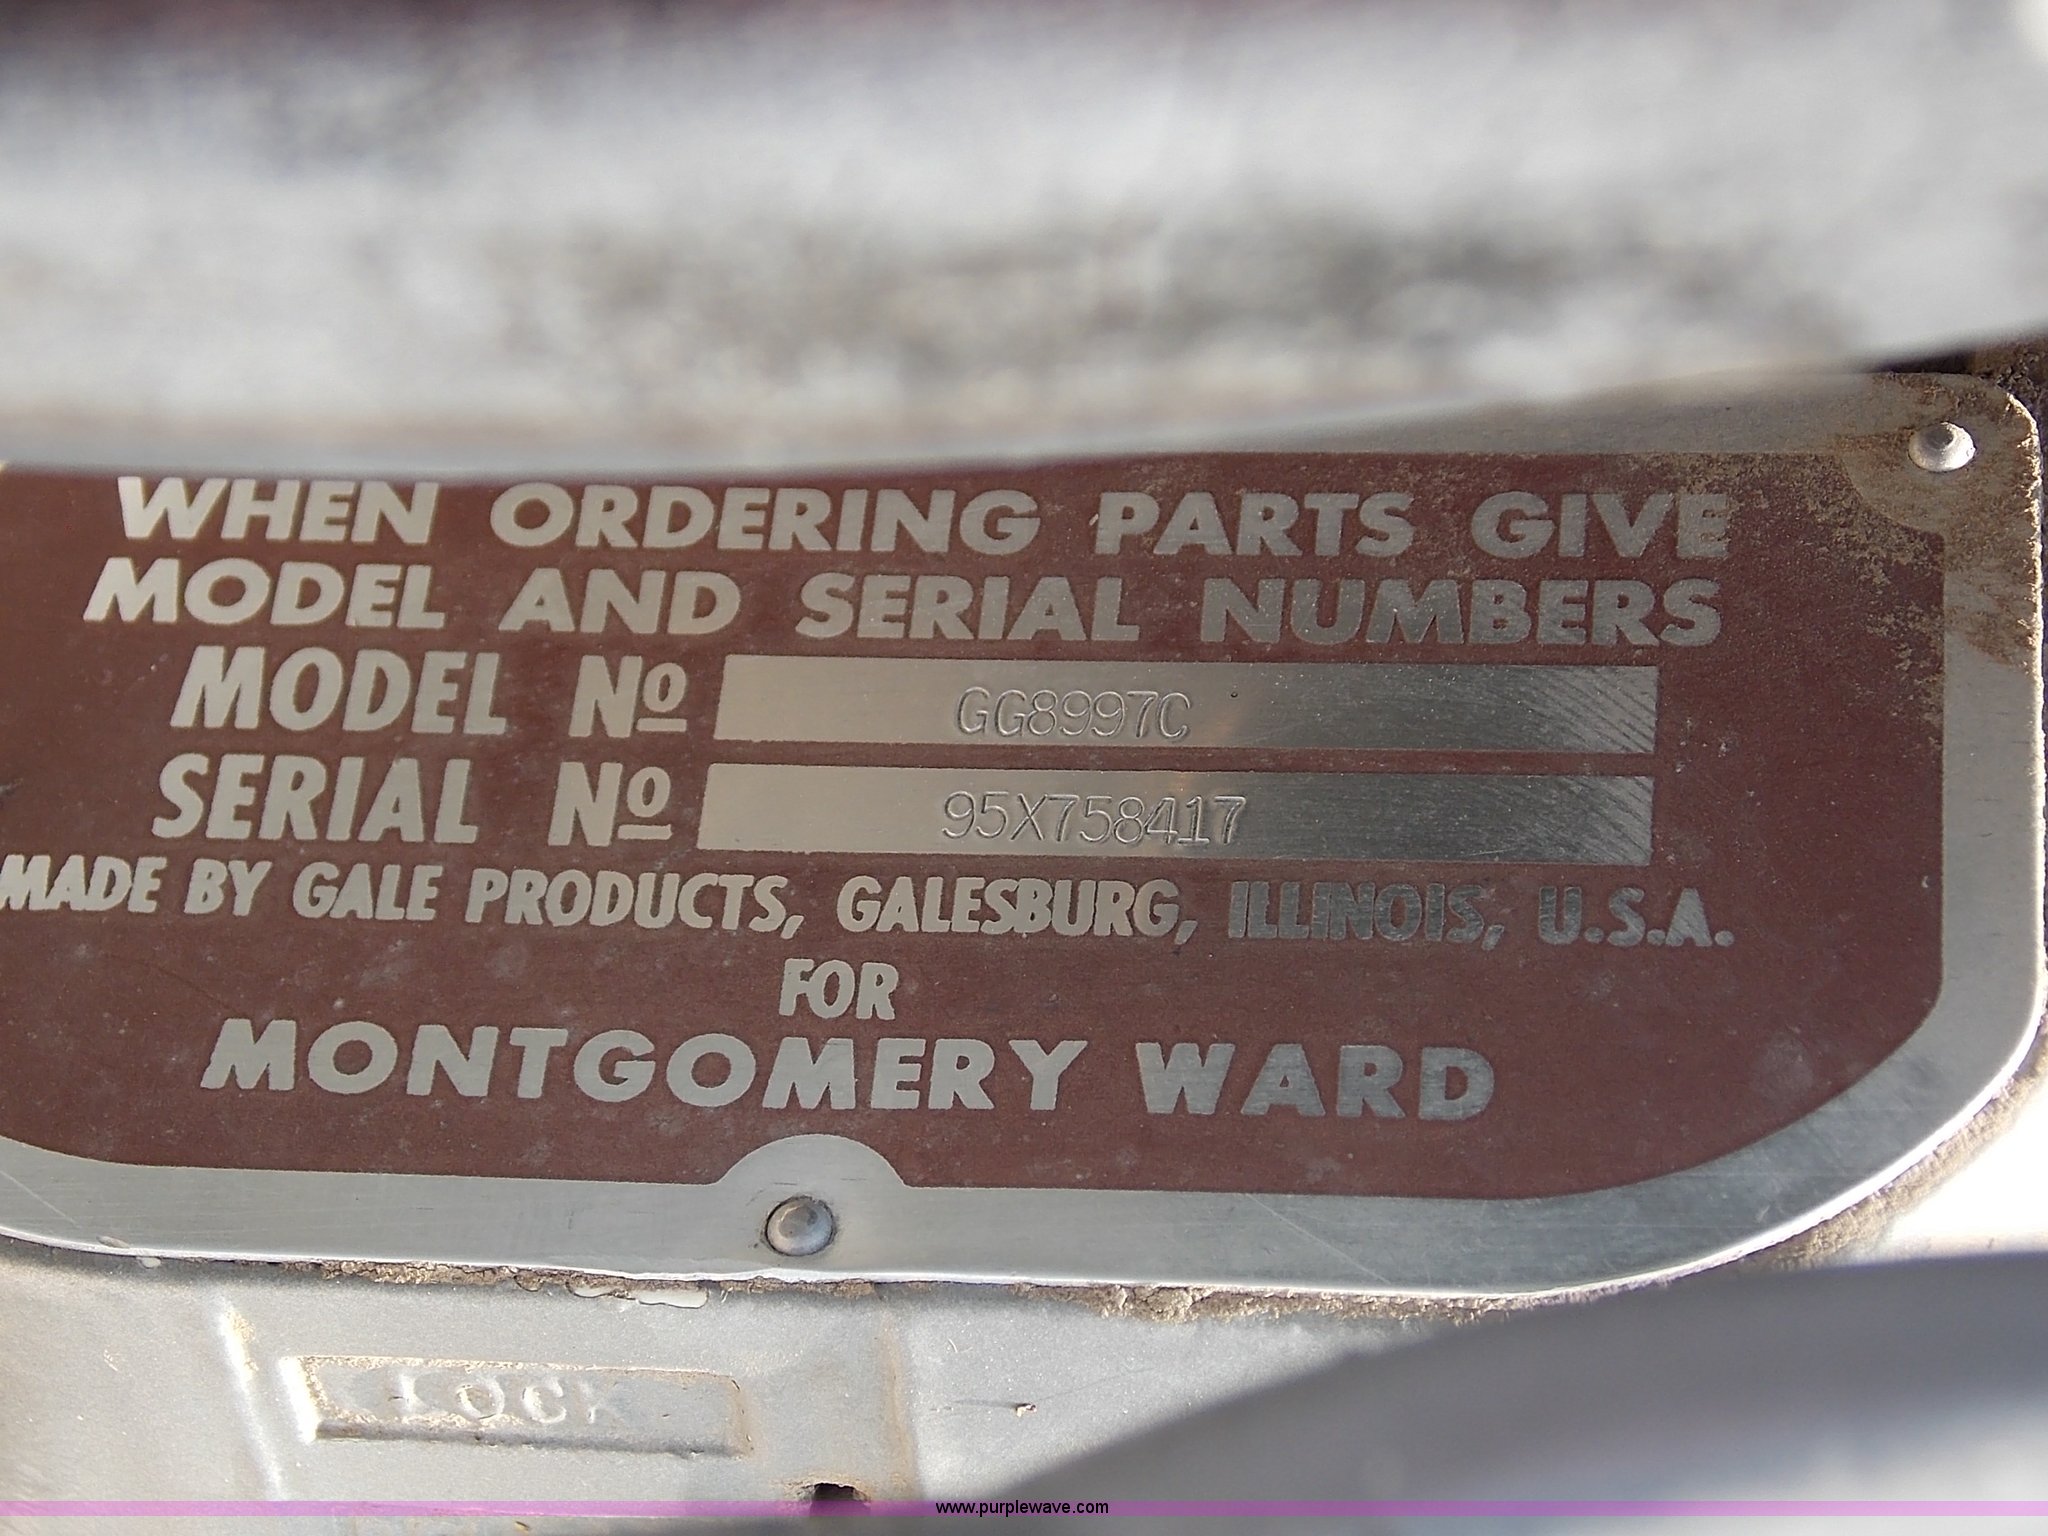 WHEN ORDERING PARTS GIVE
MODEL AND SERIAL NUMBERS
MODEL No GG8997C
SERIAL No 95X758417
MADE BY GALE PRODUCTS, GALESBURG, ILLINOIS, U.S.A.
FOR
MONTGOMERY WARD
LOCK
www.purplewave.com